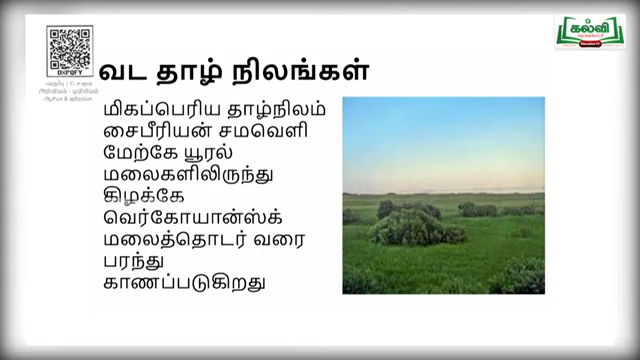 கல்வி
DXFQFY
வட தாழ் நிலங்கள்
மிகப்பெரிய தாழ்நிலம்
சைபீரியன் சமவெளி
மேற்கே யூரல்
மலைகளிலிருந்து
கிழக்கே
வெர்கோயான்ஸ்க்
மலைத்தொடர் வரை
பரந்து
காணப்படுகிறது